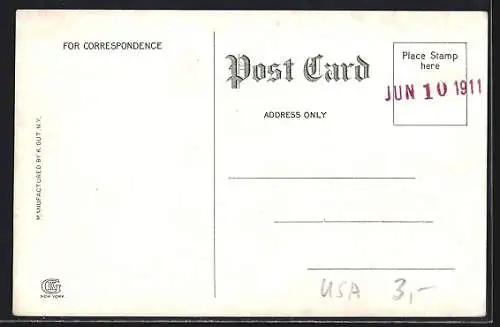 FOR CORRESPONDENCE
Post Card
ADDRESS ONLY
Place Stamp
here
JUN 10 1911
MANUFACTURED BY K. GUT. N.Y.
NEW YORK
USA 3,-